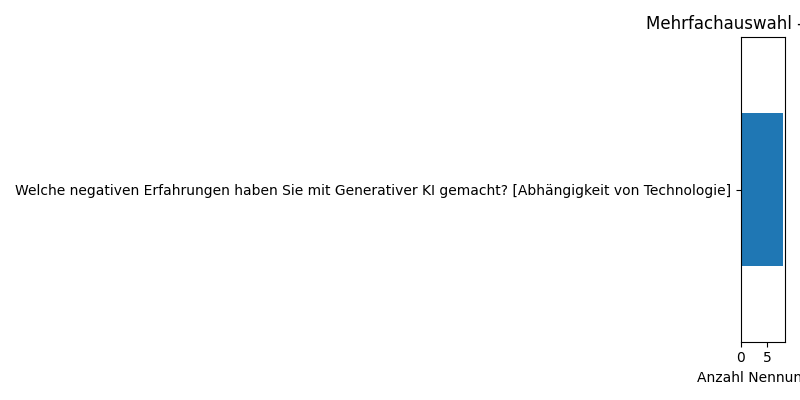 Mehrfachauswahl -
Welche negativen Erfahrungen haben Sie mit Generativer KI gemacht? [Abhängigkeit von Technologie]
0 5
Anzahl Nennun